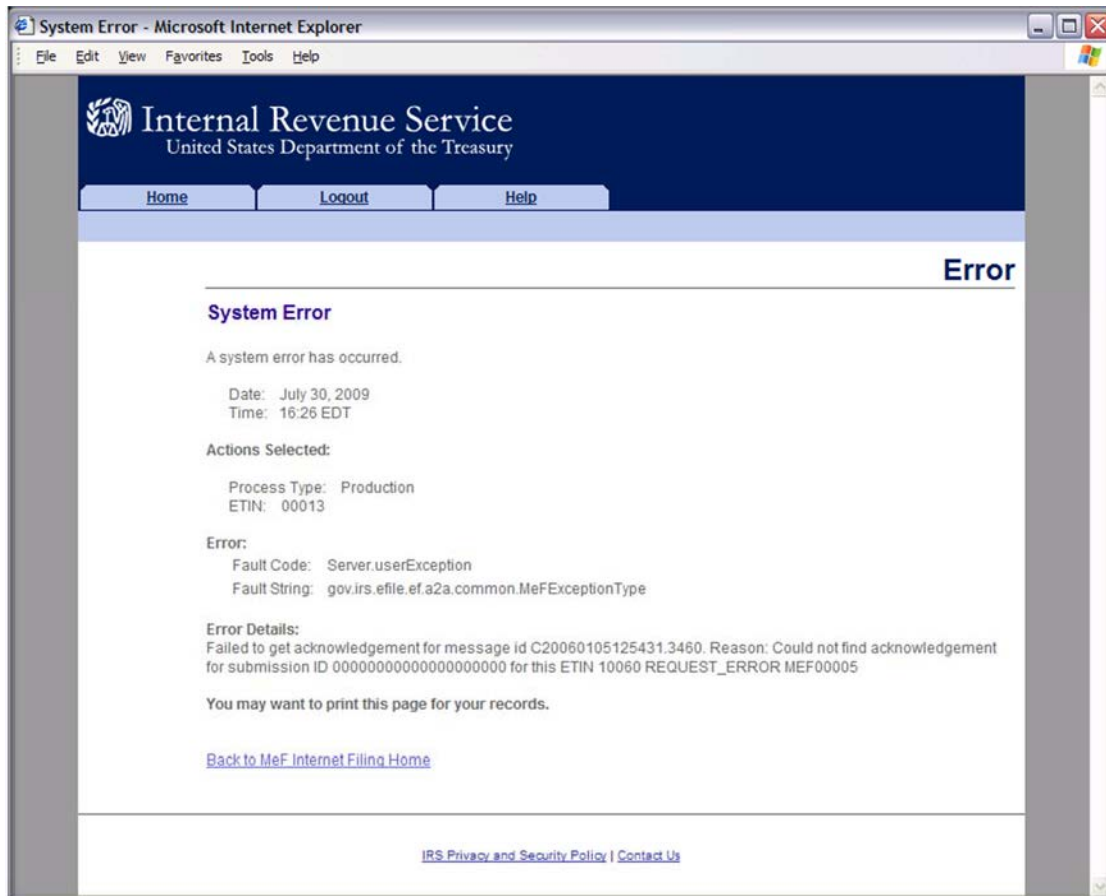 System Error - Microsoft Internet Explorer
File Edit View Favorites Tools Help
Internal Revenue Service
United States Department of the Treasury
Home Logout Help
Error
System Error
A system error has occurred.
Date: July 30, 2009
Time: 16:26 EDT
Actions Selected:
Process Type: Production
ETIN: 00013
Error:
Fault Code: Server.userException
Fault String: gov.irs.efile.ef.a2a.common.MeFExceptionType
Error Details:
Failed to get acknowledgement for message id C20060105125431.3460. Reason: Could not find acknowledgement
for submission ID 00000000000000000000 for this ETIN 10060 REQUEST_ERROR MEF00005
You may want to print this page for your records.
Back to MeF Internet Filing Home
IRS Privacy and Security Policy | Contact Us